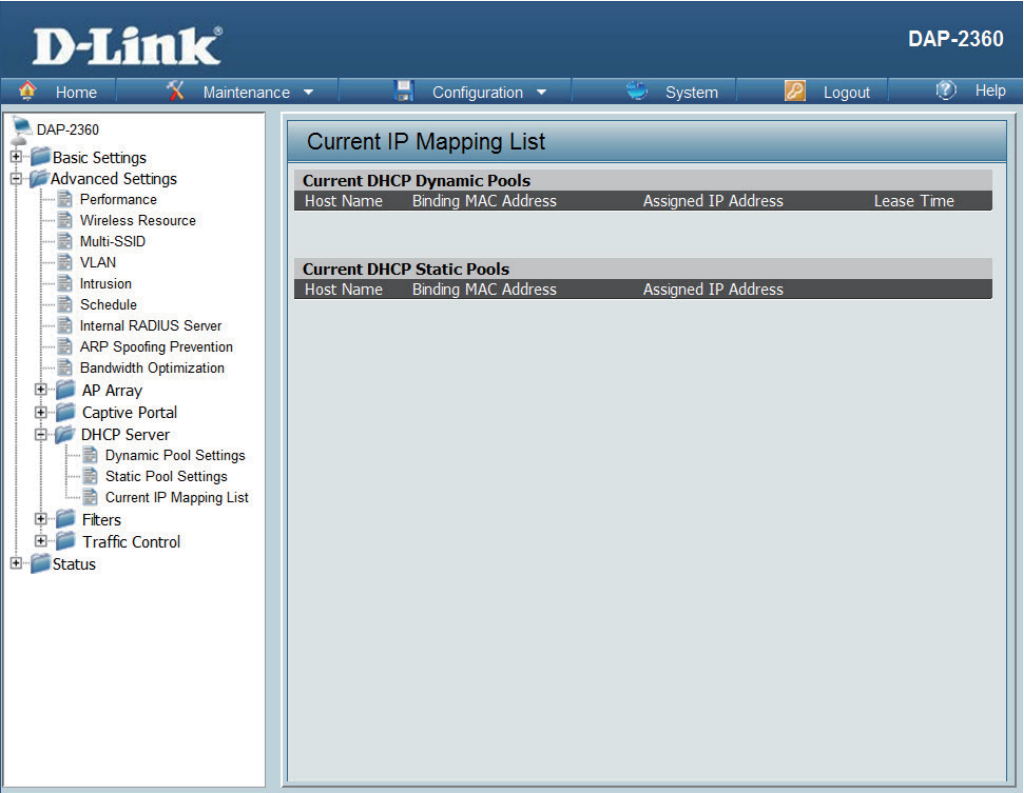 D-Link®
DAP-2360
Home Maintenance Configuration System Logout Help
DAP-2360
Basic Settings
Advanced Settings
Performance
Wireless Resource
Multi-SSID
VLAN
Intrusion
Schedule
Internal RADIUS Server
ARP Spoofing Prevention
Bandwidth Optimization
AP Array
Captive Portal
DHCP Server
Dynamic Pool Settings
Static Pool Settings
Current IP Mapping List
Filters
Traffic Control
Status
Current IP Mapping List
Current DHCP Dynamic Pools
Host Name Binding MAC Address Assigned IP Address Lease Time
Current DHCP Static Pools
Host Name Binding MAC Address Assigned IP Address